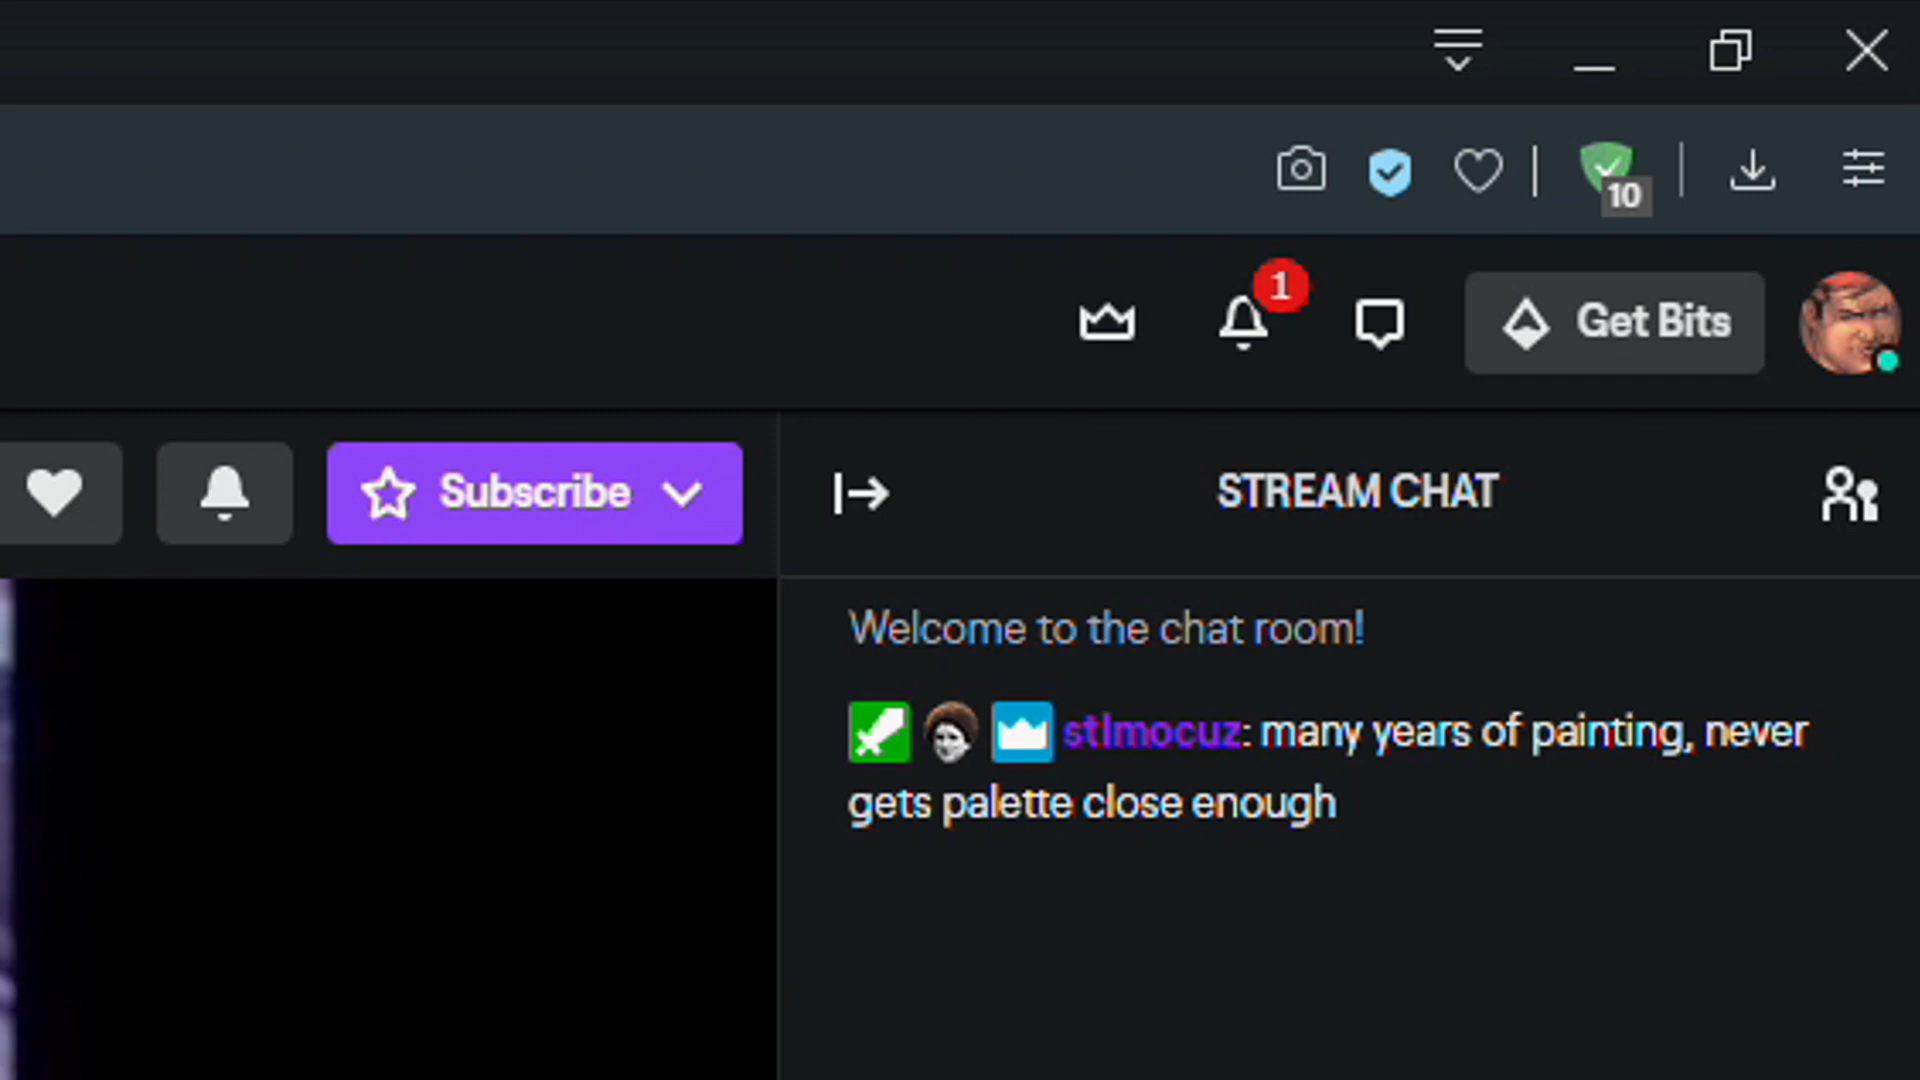 10
1
Get Bits
Subscribe
STREAM CHAT
Welcome to the chat room!
stlmocuz: many years of painting, never
gets palette close enough